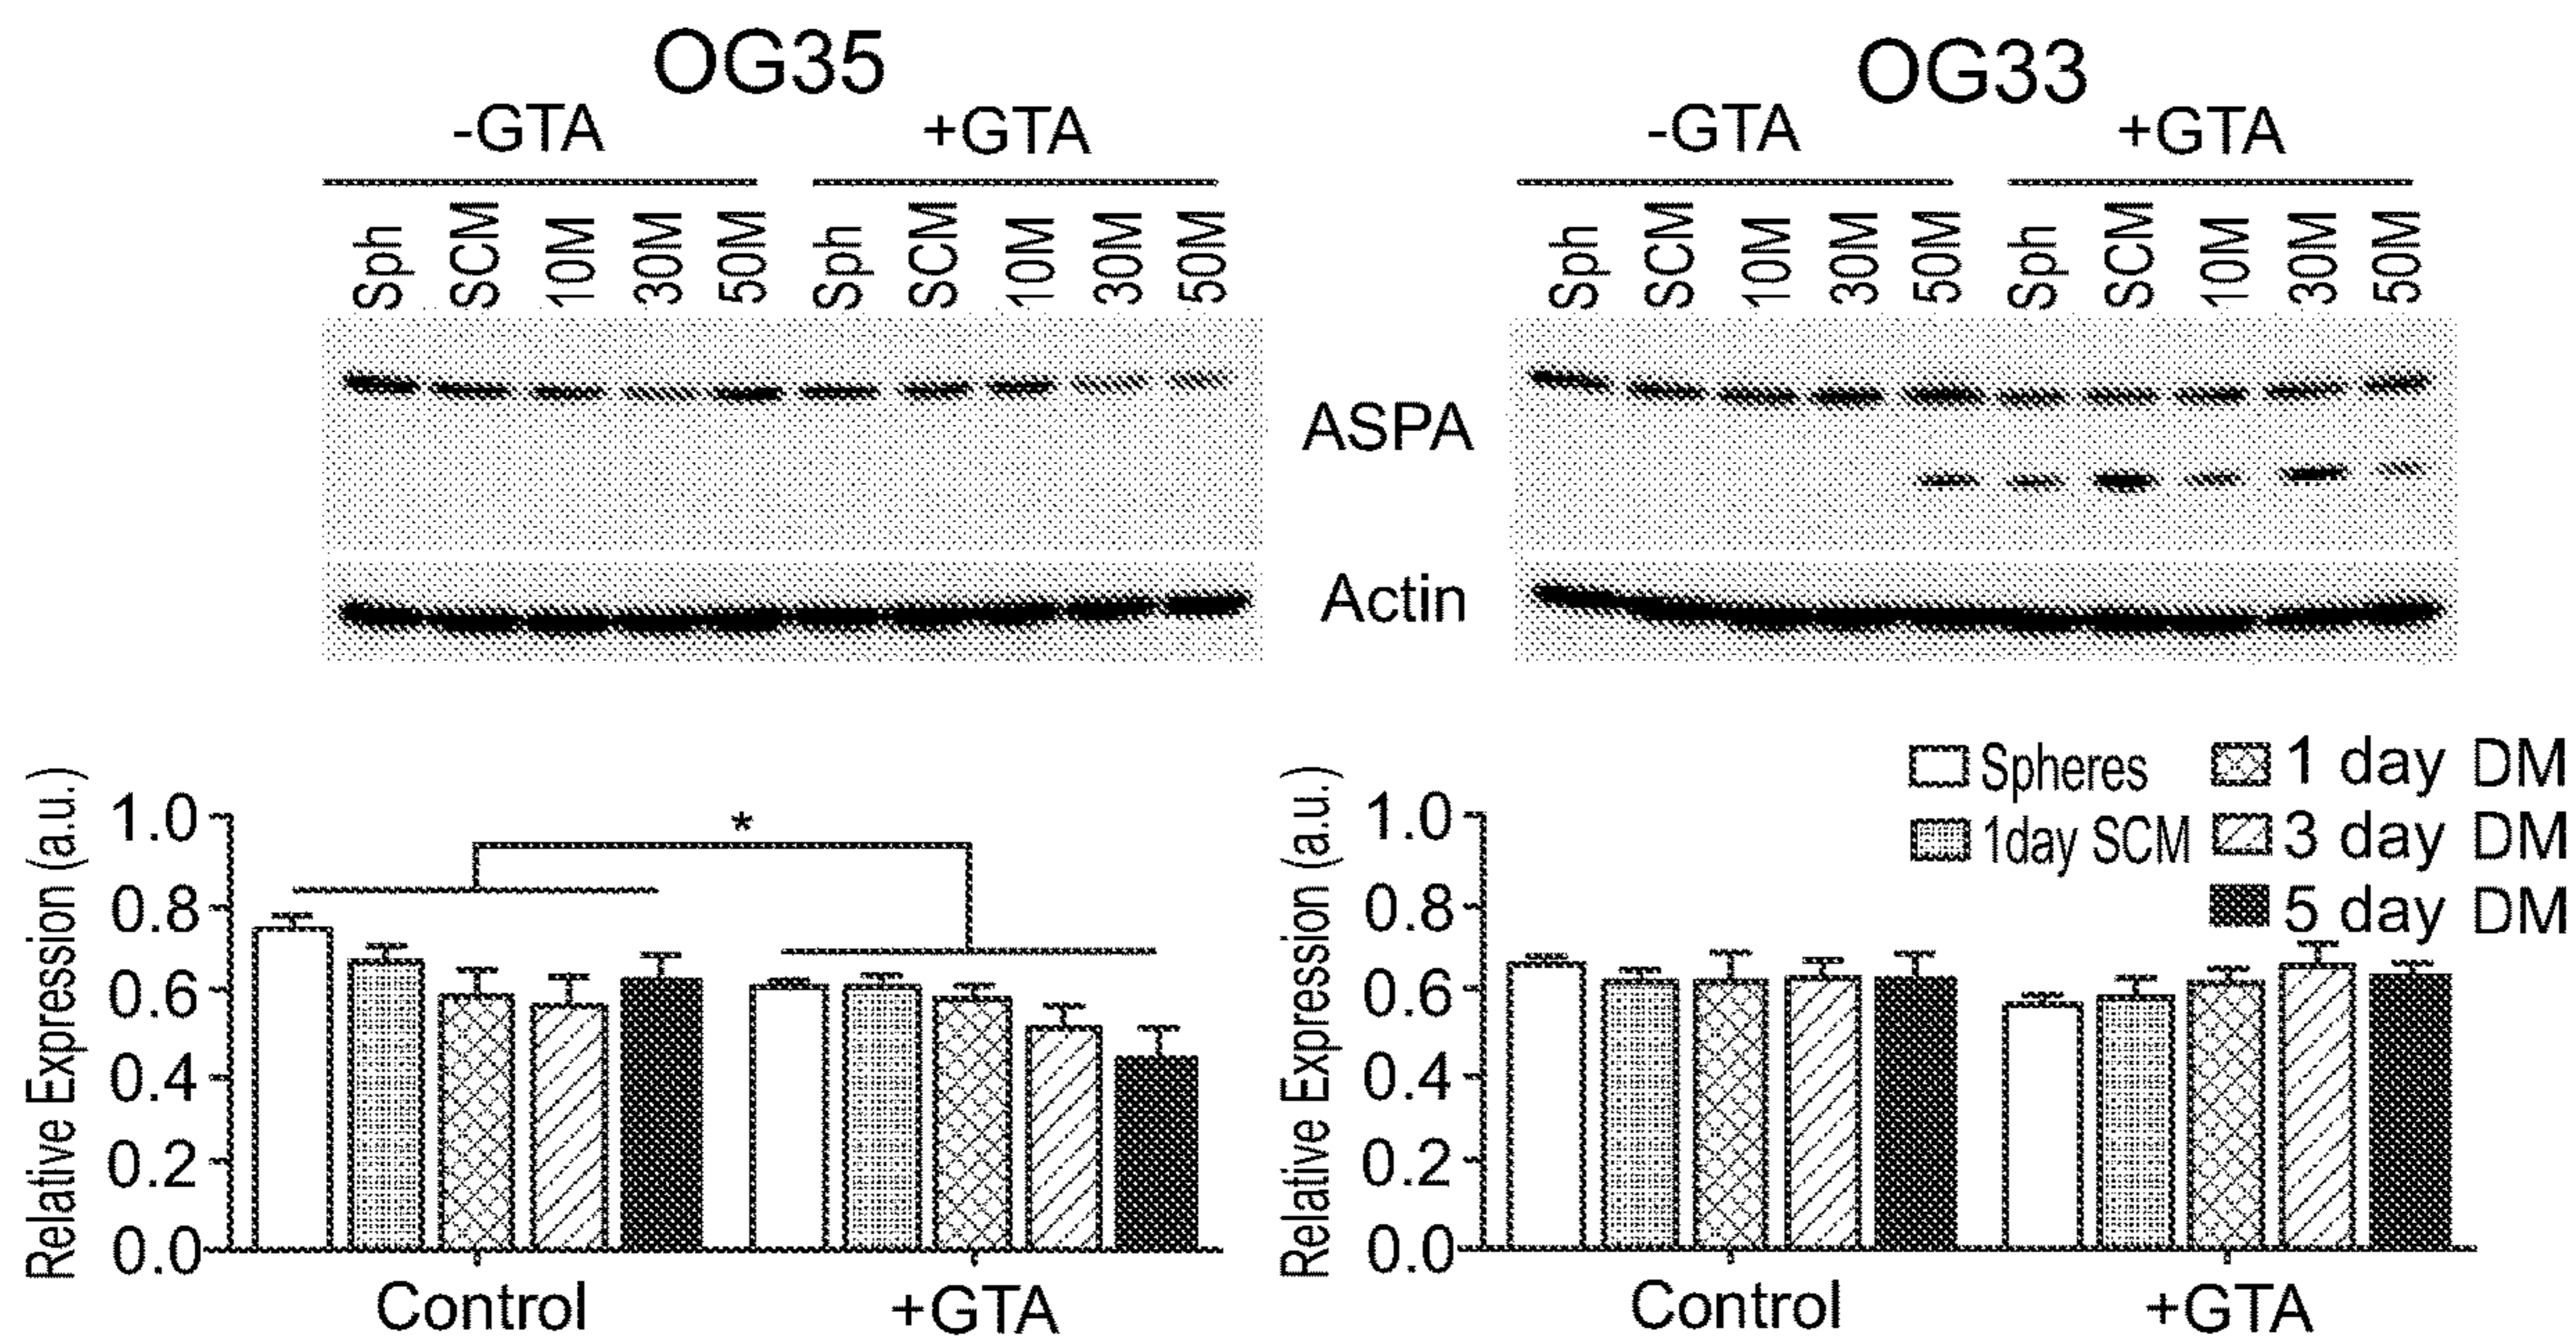 OG35 OG33
-GTA +GTA -GTA +GTA
Sph SCM 10M 30M 50M Sph SCM 10M 30M 50M Sph SCM 10M 30M 50M Sph SCM 10M 30M 50M
ASPA
Actin
Spheres 1 day DM
1day SCM 3 day DM
5 day DM
Relative Expression (a.u.)
1.0
0.8
0.6
0.4
0.2
0.0
*
Control +GTA
Relative Expression (a.u.)
1.0
0.8
0.6
0.4
0.2
0.0
Control +GTA